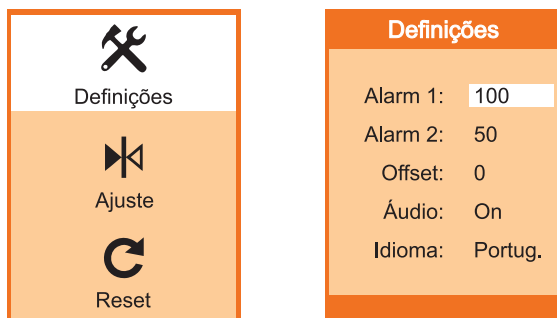 Definições
Ajuste
Reset
Definições
Alarm 1: 100
Alarm 2: 50
Offset: 0
Áudio: On
Idioma: Portug.